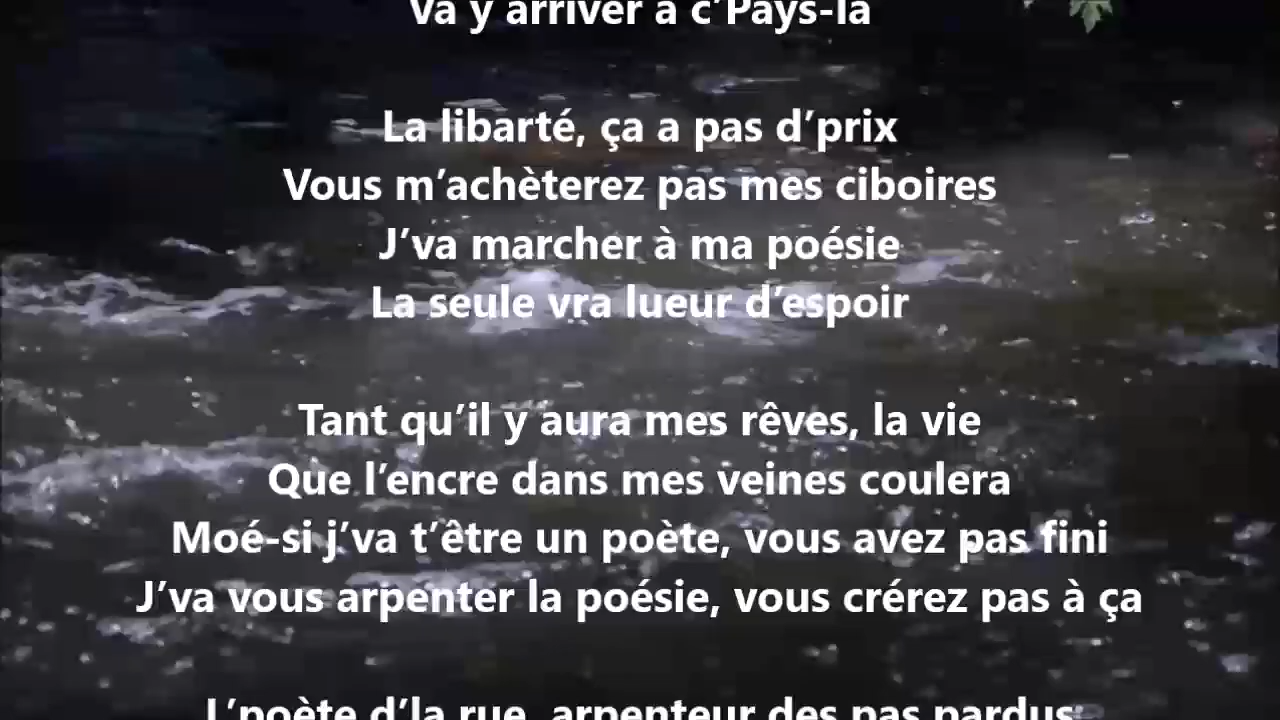 Va y arriver à c'Pays-là
La libarté, ça a pas d’prix
Vous m’achèterez pas mes ciboires
J’va marcher à ma poésie
La seule vra lueur d’espoir
Tant qu’il y aura mes rêves, la vie
Que l’encre dans mes veines coulera
Moé-si j’va t’être un poète, vous avez pas fini
J’va vous arpenter la poésie, vous crérez pas à ça
L’poète d’la rue, arpenteur des pas pardus